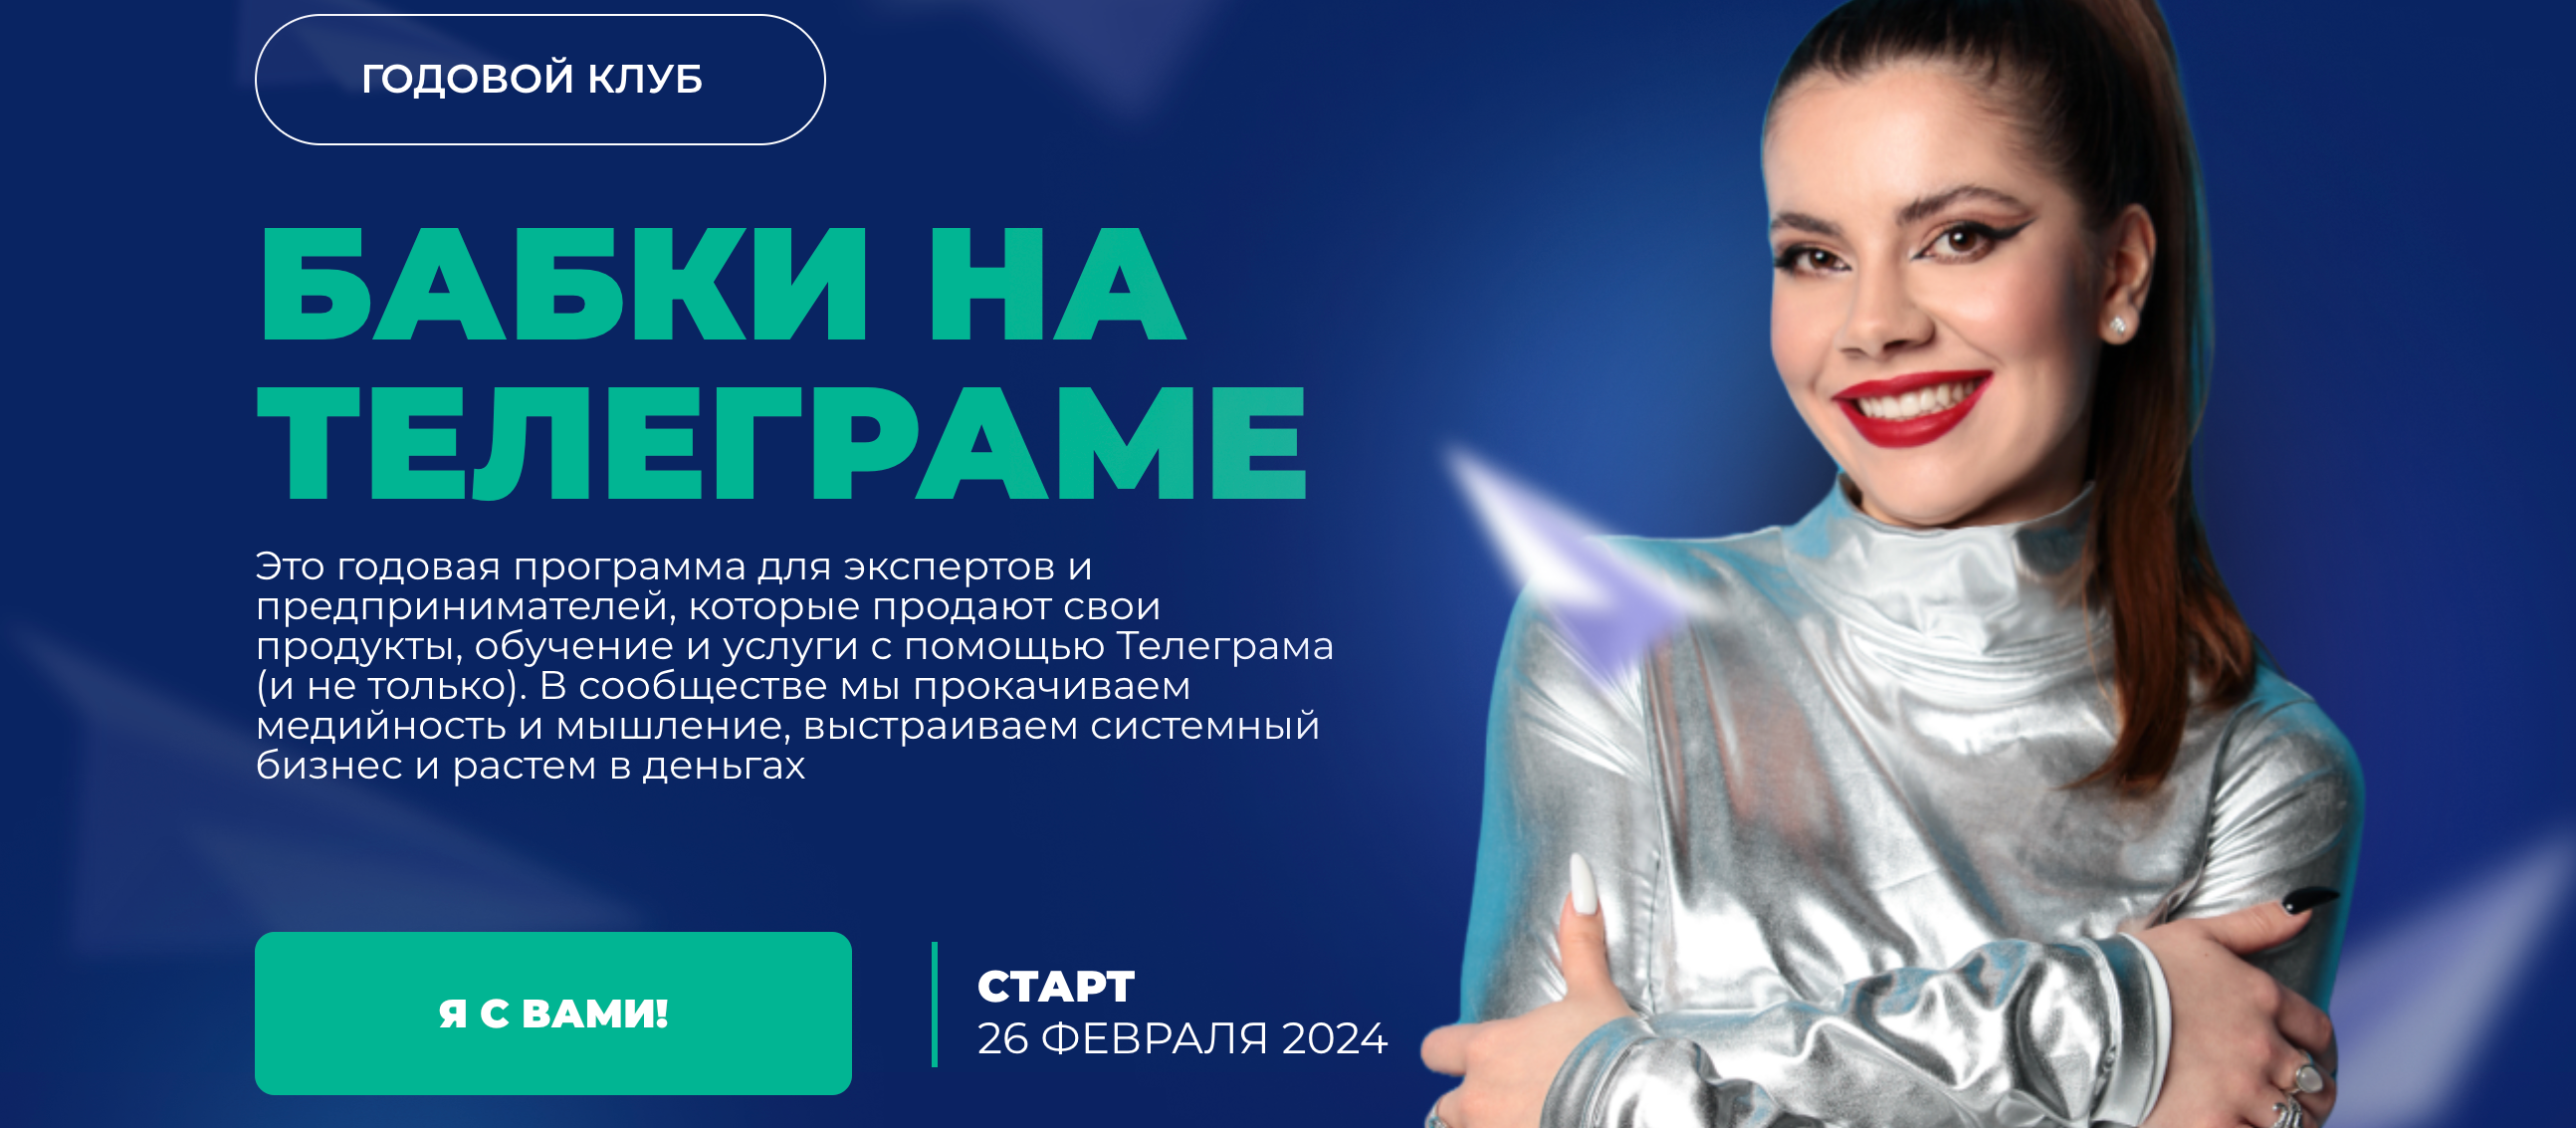 ГОДОВОЙ КЛУБ
БАБКИ НА
ТЕЛЕГРАМЕ
Это годовая программа для экспертов и
предпринимателей, которые продают свои
продукты, обучение и услуги с помощью Телеграма
(и не только). В сообществе мы прокачиваем
медийность и мышление, выстраиваем системный
бизнес и растем в деньгах
Я С ВАМИ!
СТАРТ
26 ФЕВРАЛЯ 2024